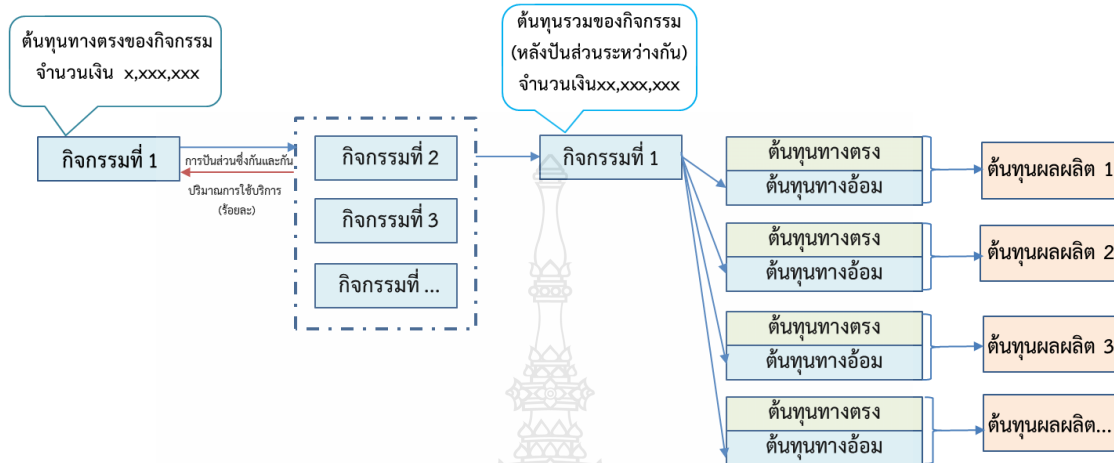 ต้นทุนทางตรงของกิจกรรม
จำนวนเงิน x,xxx,xxx
ต้นทุนรวมของกิจกรรม
(หลังปันส่วนระหว่างกัน)
จำนวนเงินxx,xxx,xxx
กิจกรรมที่ 1
การปันส่วนซึ่งกันและกัน
ปริมาณการใช้บริการ
(ร้อยละ)
กิจกรรมที่ 2
กิจกรรมที่ 3
กิจกรรมที่ ...
กิจกรรมที่ 1
ต้นทุนทางตรง
ต้นทุนทางอ้อม
ต้นทุนผลผลิต 1
ต้นทุนทางตรง
ต้นทุนทางอ้อม
ต้นทุนผลผลิต 2
ต้นทุนทางตรง
ต้นทุนทางอ้อม
ต้นทุนผลผลิต 3
ต้นทุนทางตรง
ต้นทุนทางอ้อม
ต้นทุนผลผลิต...